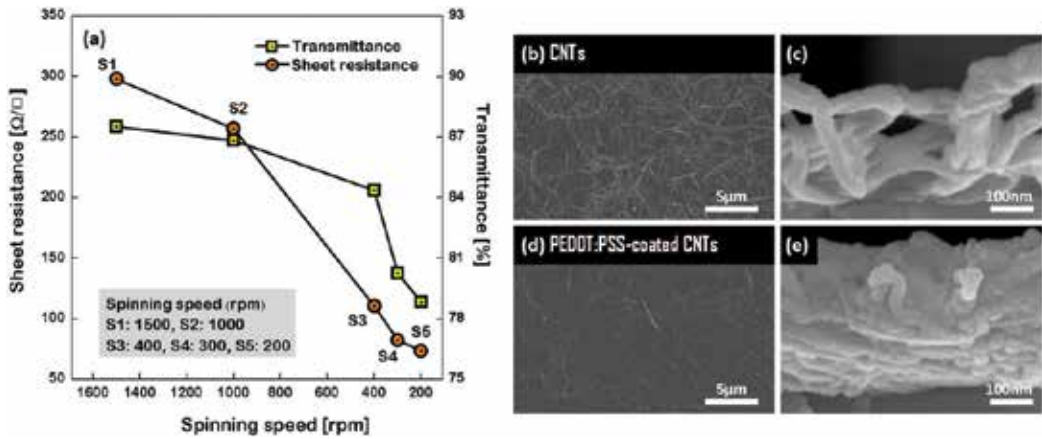 (a)
Transmittance
Sheet resistance
S1
S2
S3
S4
S5
Spinning speed (rpm)
S1: 1500, S2: 1000
S3: 400, S4: 300, S5: 200
350
300
250
200
150
100
50
Sheet resistance [Ω/□]
93
90
87
84
81
78
75
Transmittance [%]
1600 1400 1200 1000 800 600 400 200
Spinning speed [rpm]
(b) CNTs
5μm
(c)
100nm
(d) PEDOT:PSS-coated CNTs
5μm
(e)
100nm